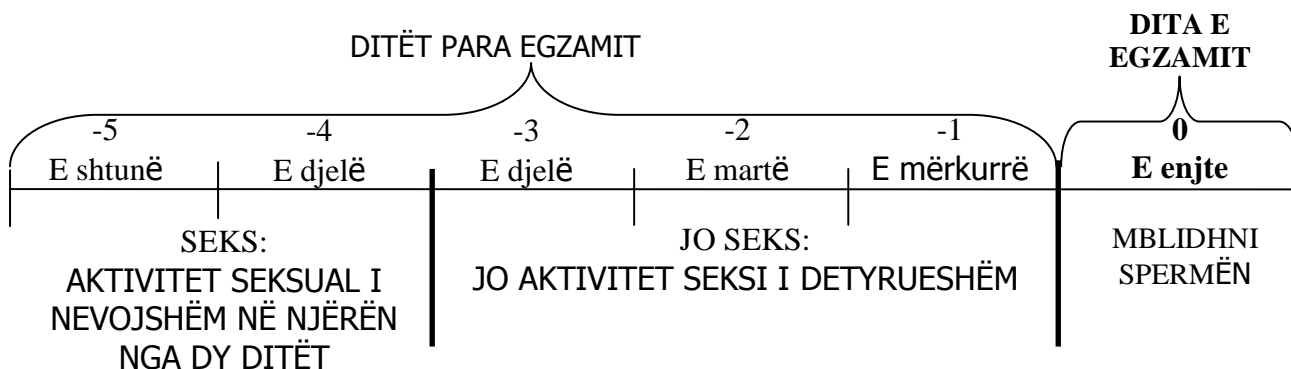 DITËT PARA EGZAMIT
DITA E
EGZAMIT
-5 -4 -3 -2 -1 0
E shtunë E djelë E djelë E martë E mërkurrë E enjte
SEKS:
AKTIVITET SEKSUAL I
NEVOJSHËM NË NJËRËN
NGA DY DITËT
JO SEKS:
JO AKTIVITET SEKSI I DETYRUESHËM
MBLIDHNI
SPERMËN